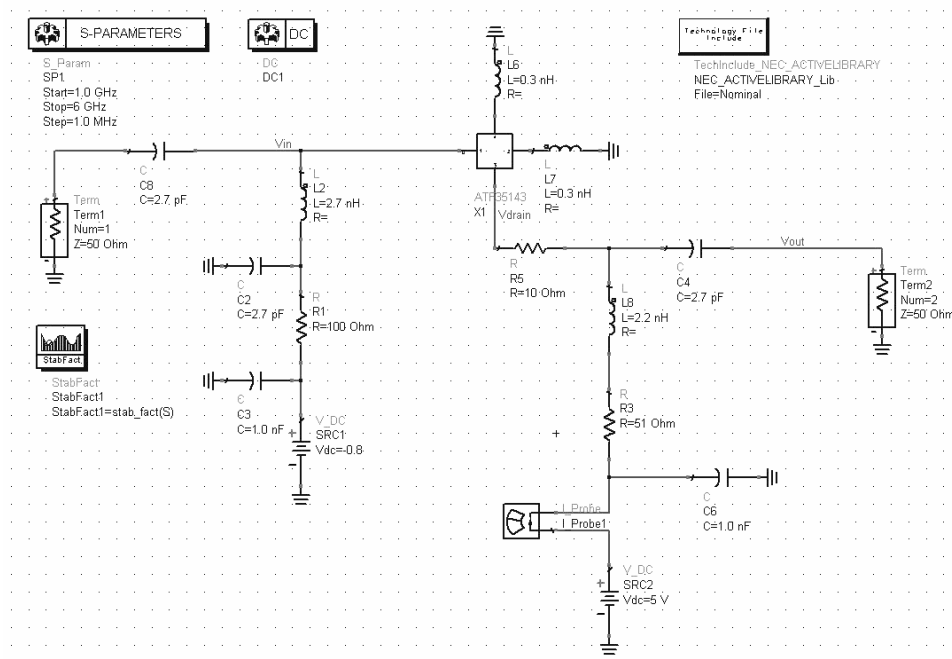 S-PARAMETERS
S_Param
SP1
Start=1.0 GHz
Stop=6 GHz
Step=1.0 MHz
DC
DC
DC1
L
L6
L=0.3 nH
R=
Technology File
Include
TechInclude_NEC_ACTIVELIBRARY
NEC_ACTIVELIBRARY_Lib
File=Nominal
Vin
C
C8
C=2.7 pF
Term
Term1
Num=1
Z=50 Ohm
L
L2
L=2.7 nH
R=
L
L7
L=0.3 nH
R=
ATF35143
X1
Vdrain
R
R5
R=10 Ohm
C
C4
C=2.7 pF
Vout
Term
Term2
Num=2
Z=50 Ohm
C
C2
C=2.7 pF
R
R1
R=100 Ohm
L
L8
L=2.2 nH
R=
StabFact
StabFact
StabFact1
StabFact1=stab_fact(S)
C
C3
C=1.0 nF
V_DC
SRC1
Vdc=-0.8
R
R3
R=51 Ohm
C
C6
C=1.0 nF
I_Probe
I_Probe1
V_DC
SRC2
Vdc=5 V